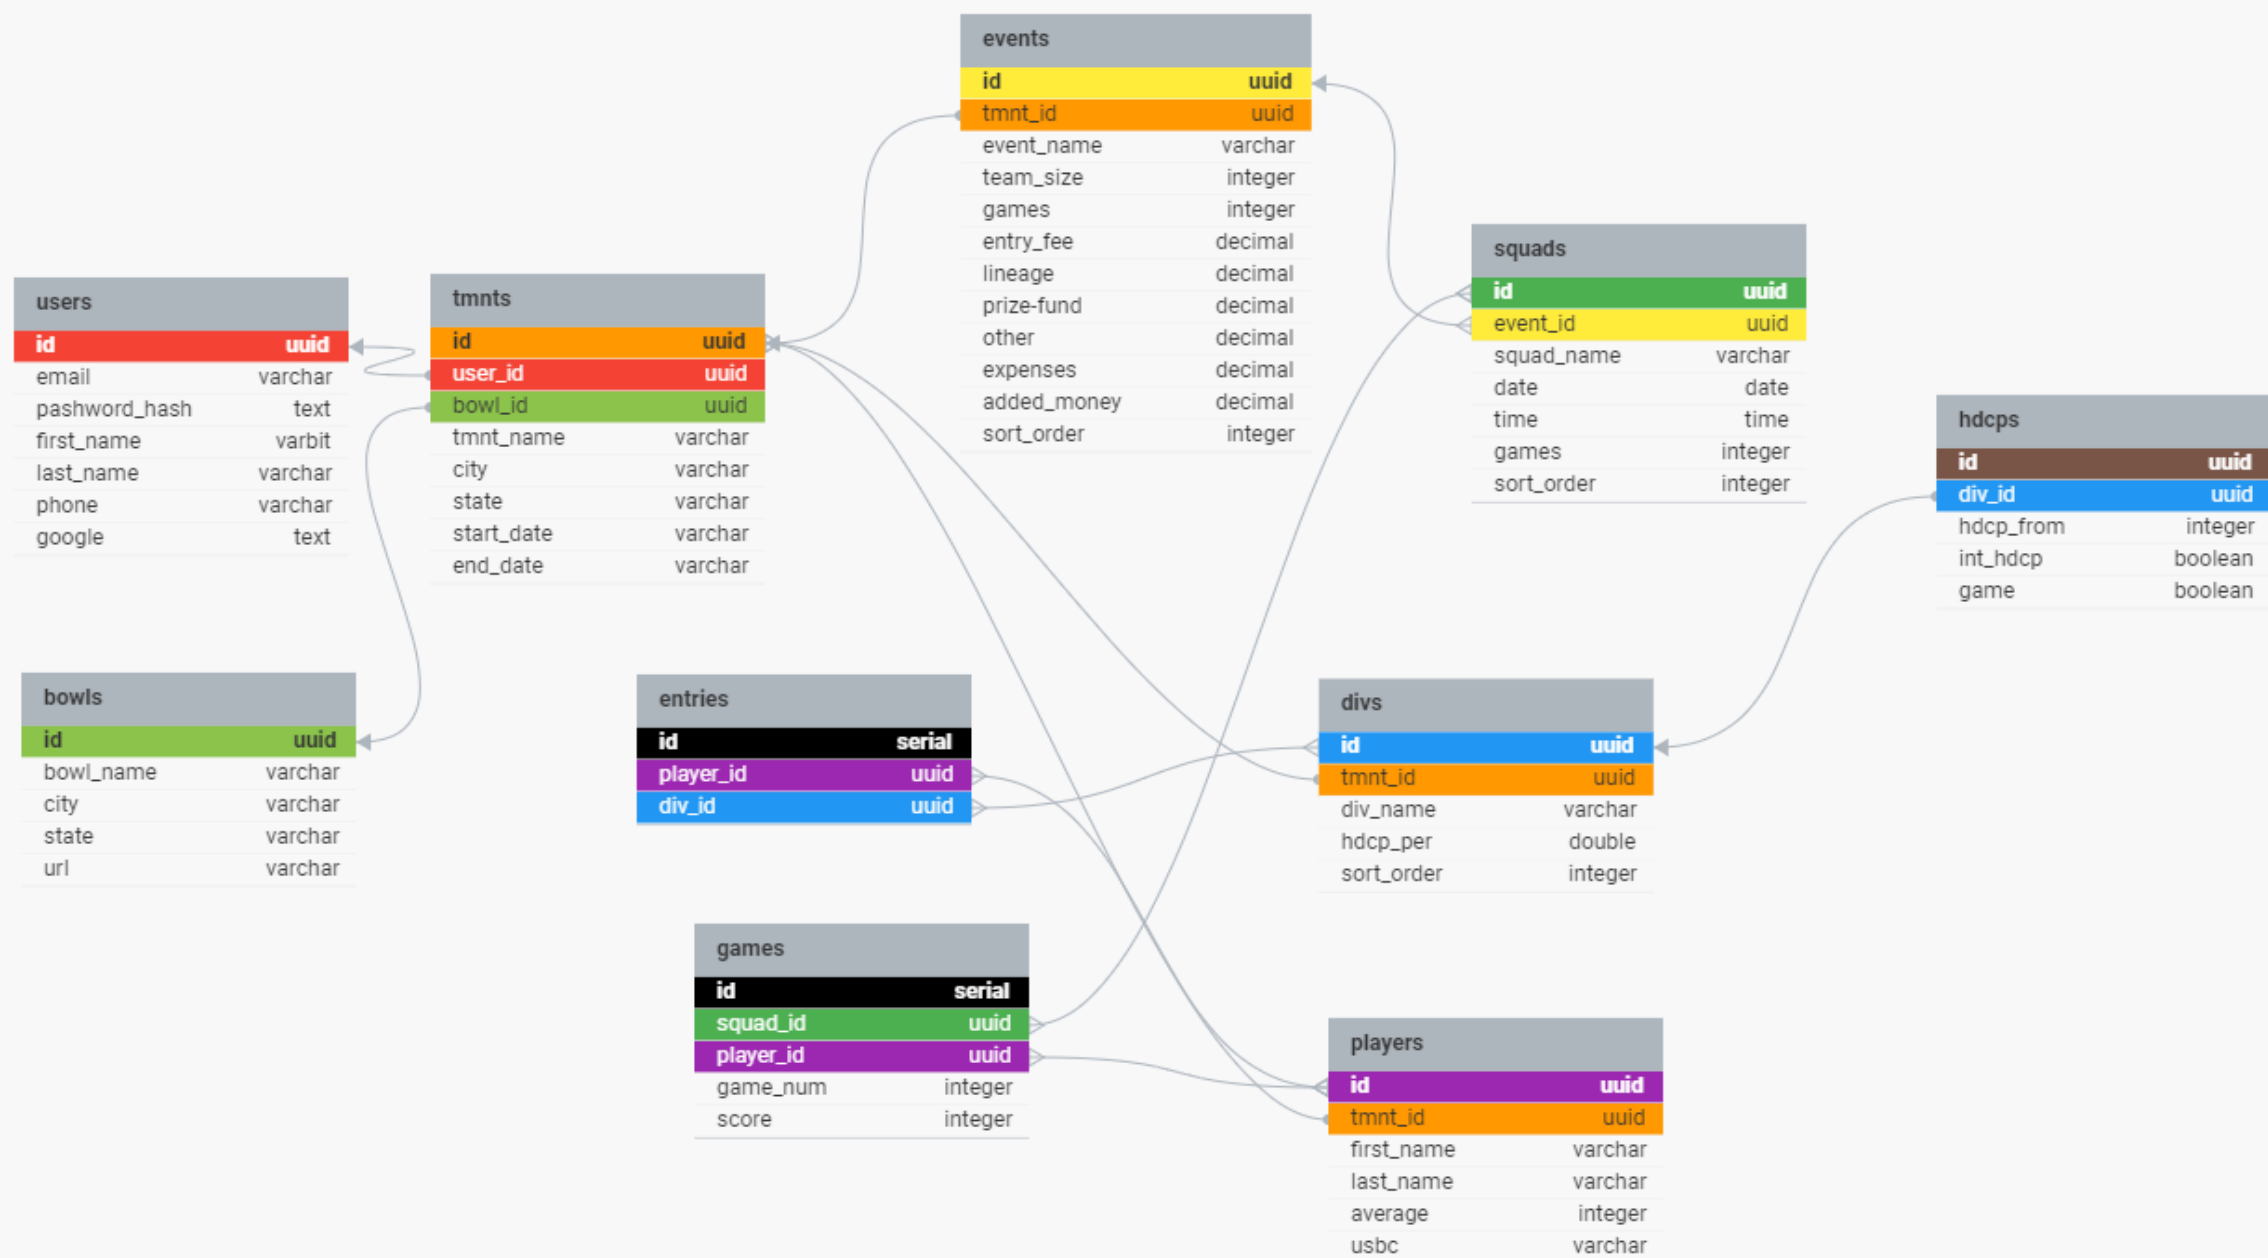 events
id uuid
tmnt_id uuid
event_name varchar
team_size integer
games integer
entry_fee decimal
lineage decimal
prize-fund decimal
other decimal
expenses decimal
added_money decimal
sort_order integer
squads
id uuid
event_id uuid
squad_name varchar
date date
time time
games integer
sort_order integer
users
id uuid
email varchar
pashword_hash text
first_name varbit
last_name varchar
phone varchar
google text
tmnts
id uuid
user_id uuid
bowl_id uuid
tmnt_name varchar
city varchar
state varchar
start_date varchar
end_date varchar
hdcps
id uuid
div_id uuid
hdcp_from integer
int_hdcp boolean
game boolean
bowls
id uuid
bowl_name varchar
city varchar
state varchar
url varchar
entries
id serial
player_id uuid
div_id uuid
divs
id uuid
tmnt_id uuid
div_name varchar
hdcp_per double
sort_order integer
games
id serial
squad_id uuid
player_id uuid
game_num integer
score integer
players
id uuid
tmnt_id uuid
first_name varchar
last_name varchar
average integer
usbc varchar